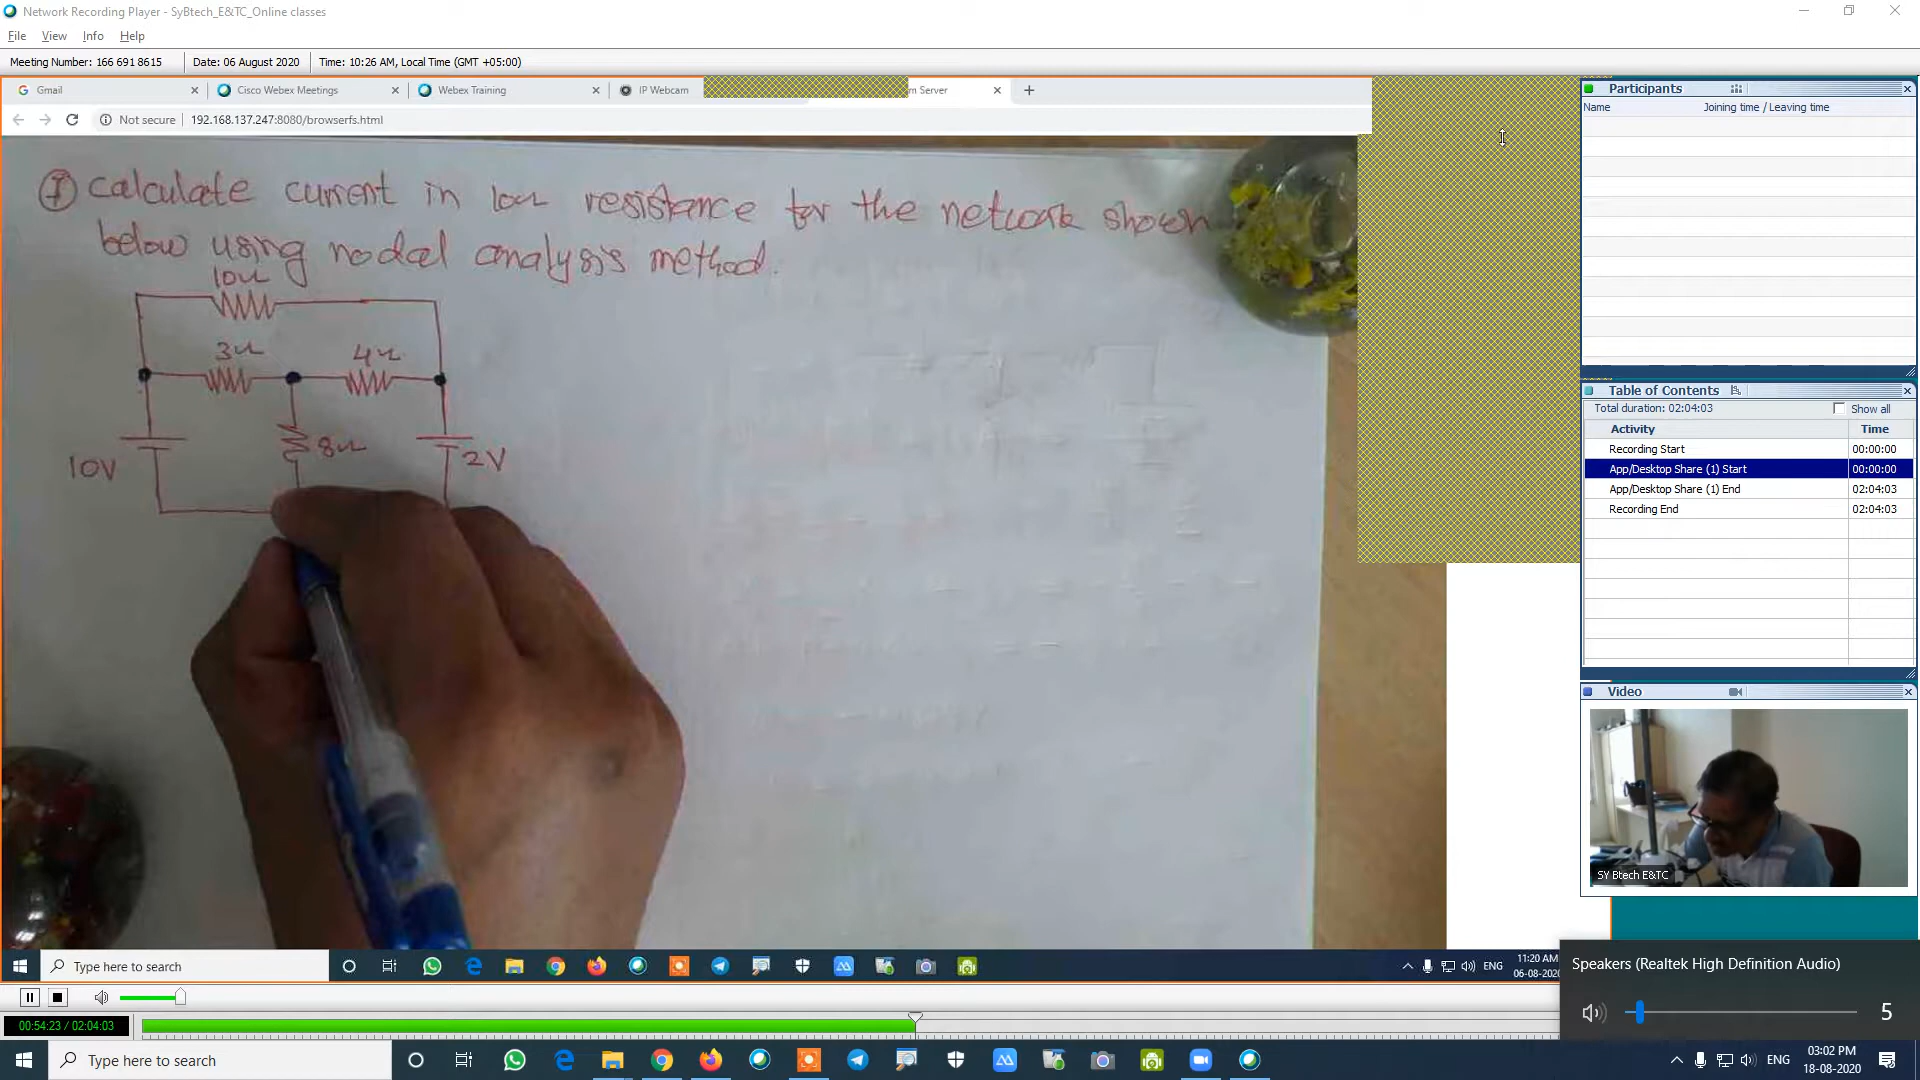 Network Recording Player - SyBtech_E&TC_Online classes
File View Info Help
Meeting Number: 166 691 8615 Date: 06 August 2020 Time: 10:26 AM, Local Time (GMT +05:00)
Gmail Cisco Webex Meetings Webex Training IP Webcam m Server
Not secure 192.168.137.247:8080/browserfs.html
① Calculate current in 10Ω resistance for the network shown
below using nodal analysis method.
10Ω
3Ω 4Ω
8Ω
10V 2V
Participants
Name Joining time / Leaving time
Table of Contents
Total duration: 02:04:03 Show all
Activity Time
Recording Start 00:00:00
App/Desktop Share (1) Start 00:00:00
App/Desktop Share (1) End 02:04:03
Recording End 02:04:03
Video
SY Btech E&TC
Type here to search ENG 11:20 AM
06-08-2020
Speakers (Realtek High Definition Audio)
5
00:54:23 / 02:04:03
Type here to search ENG 03:02 PM
18-08-2020